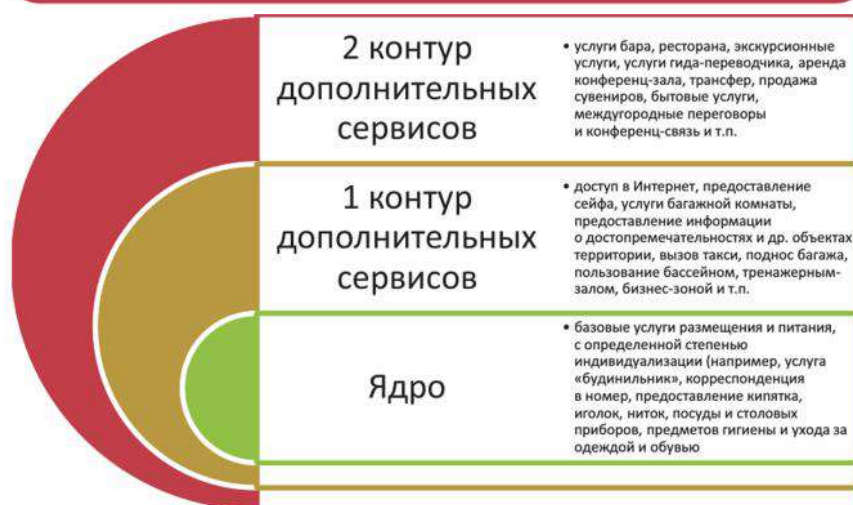 2 контур
дополнительных
сервисов
• услуги бара, ресторана, экскурсионные
услуги, услуги гида-переводчика, аренда
конференц-зала, трансфер, продажа
сувениров, бытовые услуги,
междугородные переговоры
и конференц-связь и т.п.
1 контур
дополнительных
сервисов
• доступ в Интернет, предоставление
сейфа, услуги багажной комнаты,
предоставление информации
о достопремечательностях и др. объектах
территории, вызов такси, поднос багажа,
пользование бассейном, тренажерным-
залом, бизнес-зоной и т.п.
Ядро
• базовые услуги размещения и питания,
с определенной степенью
индивидуализации (например, услуга
«будинильник», корреспонденция
в номер, предоставление кипятка,
иголок, ниток, посуды и столовых
приборов, предметов гигиены и ухода за
одеждой и обувью